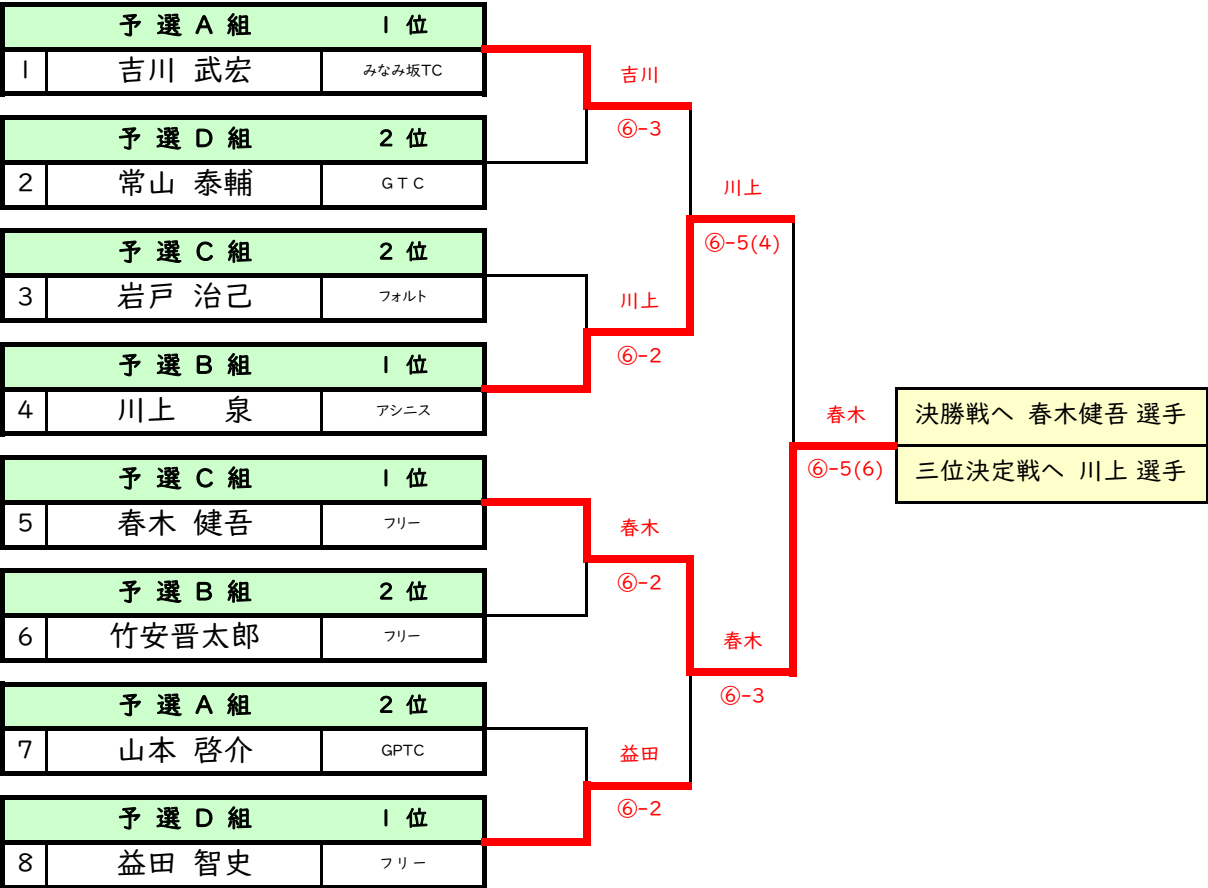 予 選 A 組 1 位
1 吉川 武宏 みなみ坂TC
予 選 D 組 2 位
2 常山 泰輔 GTC
予 選 C 組 2 位
3 岩戸 治己 フォルト
予 選 B 組 1 位
4 川上 泉 アシニス
予 選 C 組 1 位
5 春木 健吾 フリー
予 選 B 組 2 位
6 竹安晋太郎 フリー
予 選 A 組 2 位
7 山本 啓介 GPTC
予 選 D 組 1 位
8 益田 智史 フリー
吉川
⑥-3
川上
⑥-2
春木
⑥-2
益田
⑥-2
川上
⑥-5(4)
春木
⑥-3
春木
⑥-5(6)
決勝戦へ 春木健吾 選手
三位決定戦へ 川上 選手